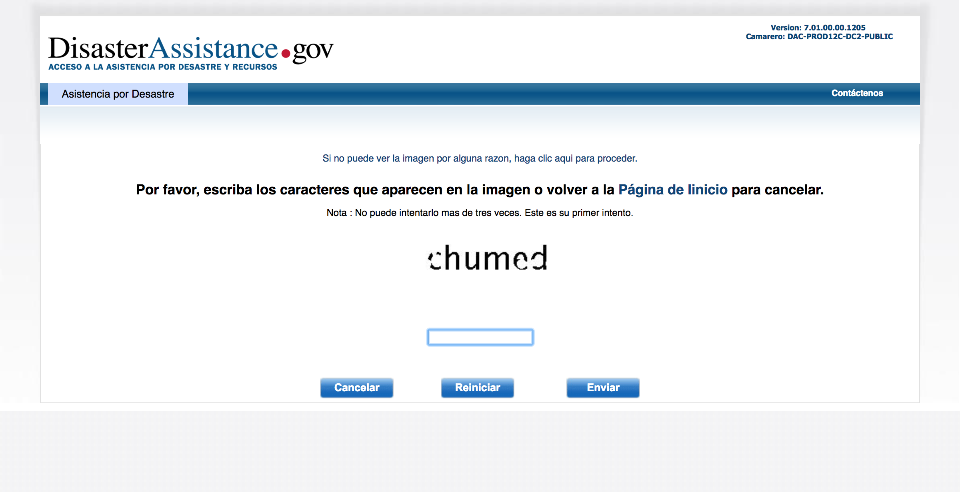 Version: 7.01.00.00.1205
Camarero: DAC-PROD12C-DC2-PUBLIC
DisasterAssistance.gov
ACCESO A LA ASISTENCIA POR DESASTRE Y RECURSOS
Asistencia por Desastre
Contáctenos
Si no puede ver la imagen por alguna razon, haga clic aqui para proceder.
Por favor, escriba los caracteres que aparecen en la imagen o volver a la Página de Iinicio para cancelar.
Nota : No puede intentarlo mas de tres veces. Este es su primer intento.
chumed
Cancelar
Reiniciar
Enviar